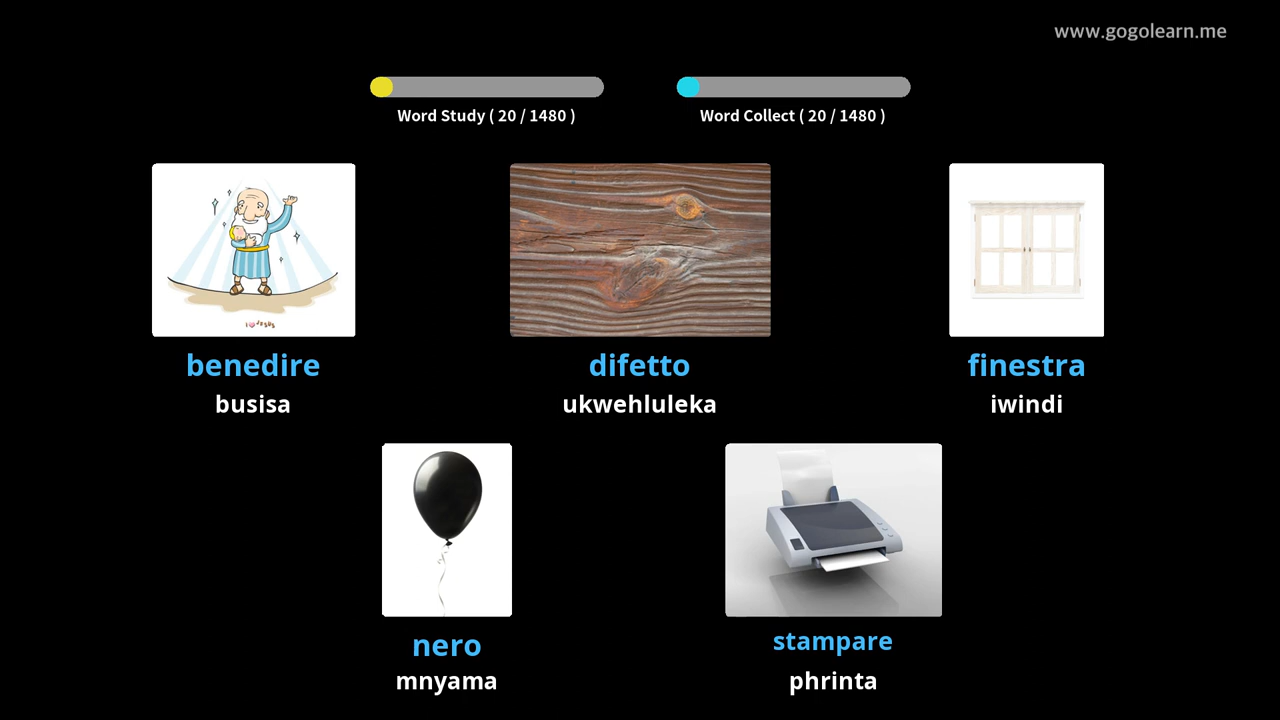 www.gogolearn.me
Word Study ( 20 / 1480 )
Word Collect ( 20 / 1480 )
I ♥ JESUS
benedire
difetto
finestra
busisa
ukwehluleka
iwindi
nero
stampare
mnyama
phrinta